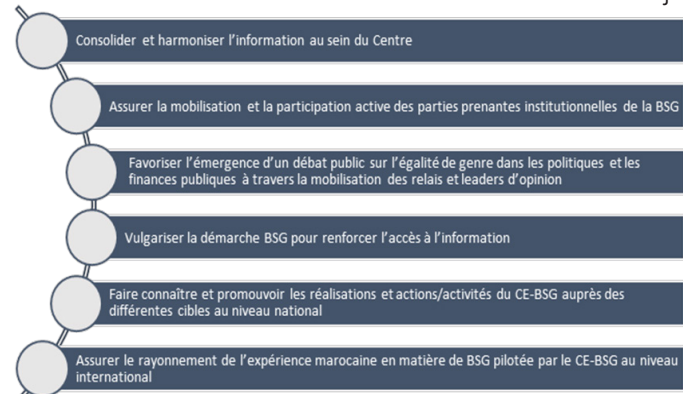 Consolider et harmoniser l'information au sein du Centre
Assurer la mobilisation et la participation active des parties prenantes institutionnelles de la BSG
Favoriser l'émergence d'un débat public sur l'égalité de genre dans les politiques et les
finances publiques à travers la mobilisation des relais et leaders d'opinion
Vulgariser la démarche BSG pour renforcer l'accès à l'information
Faire connaître et promouvoir les réalisations et actions/activités du CE-BSG auprès des
différentes cibles au niveau national
Assurer le rayonnement de l'expérience marocaine en matière de BSG pilotée par le CE-BSG au niveau
international